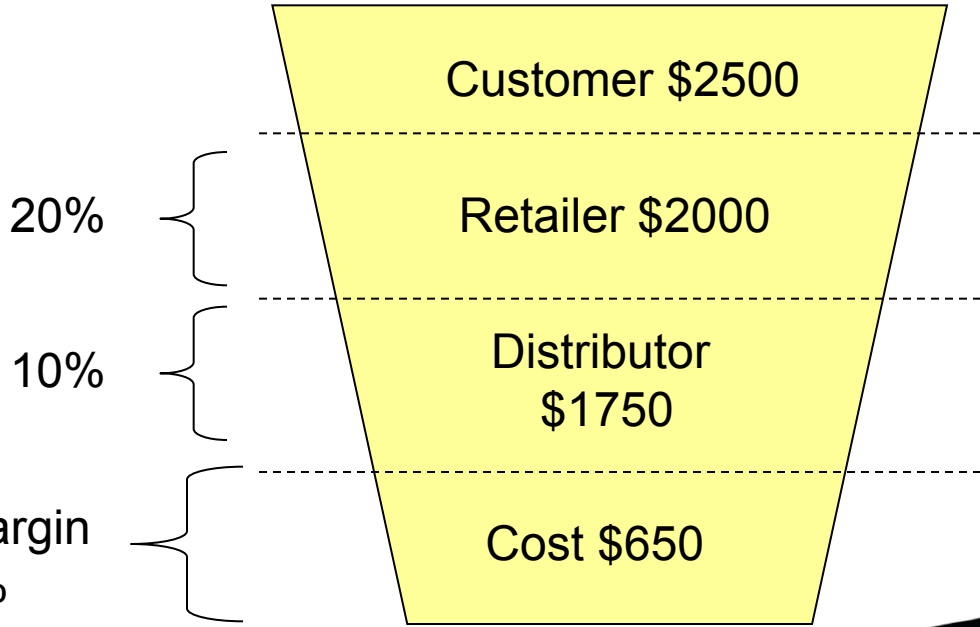 Customer $2500
20%
Retailer $2000
10%
Distributor
$1750
Cost $650